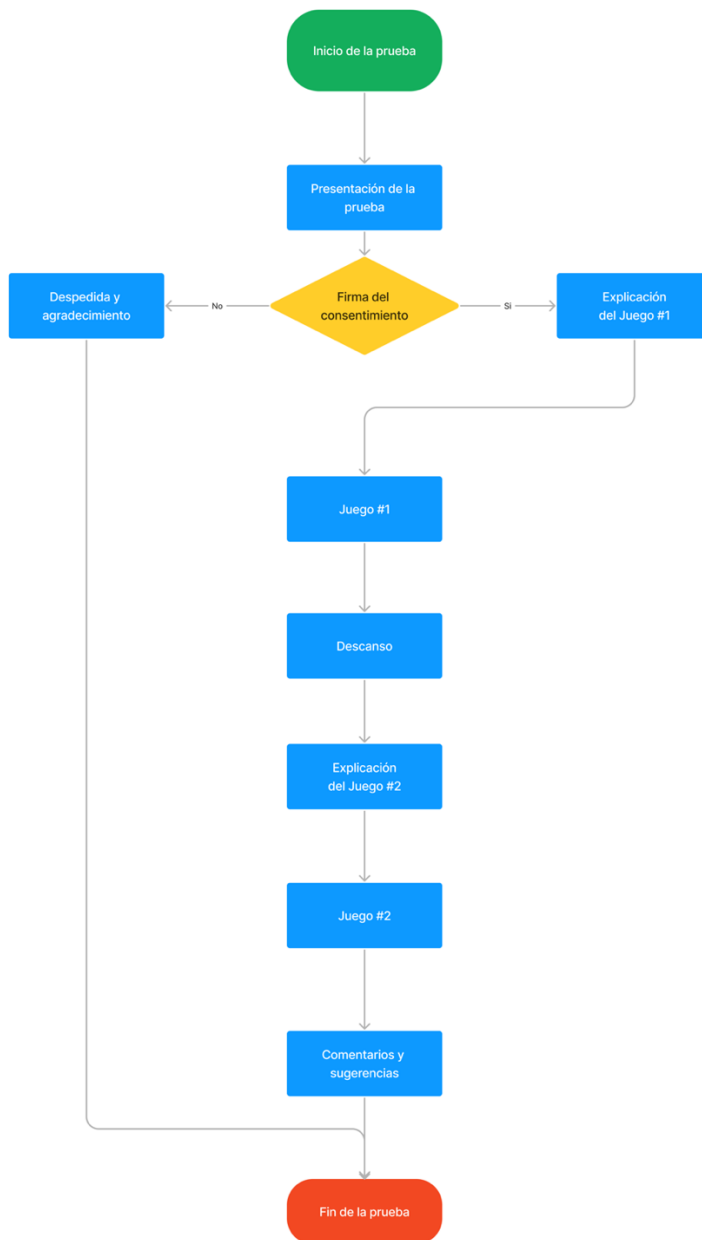 Inicio de la prueba
Presentación de la
prueba
Despedida y
agradecimiento
No
Firma del
consentimiento
Si
Explicación
del Juego #1
Juego #1
Descanso
Explicación
del Juego #2
Juego #2
Comentarios y
sugerencias
Fin de la prueba